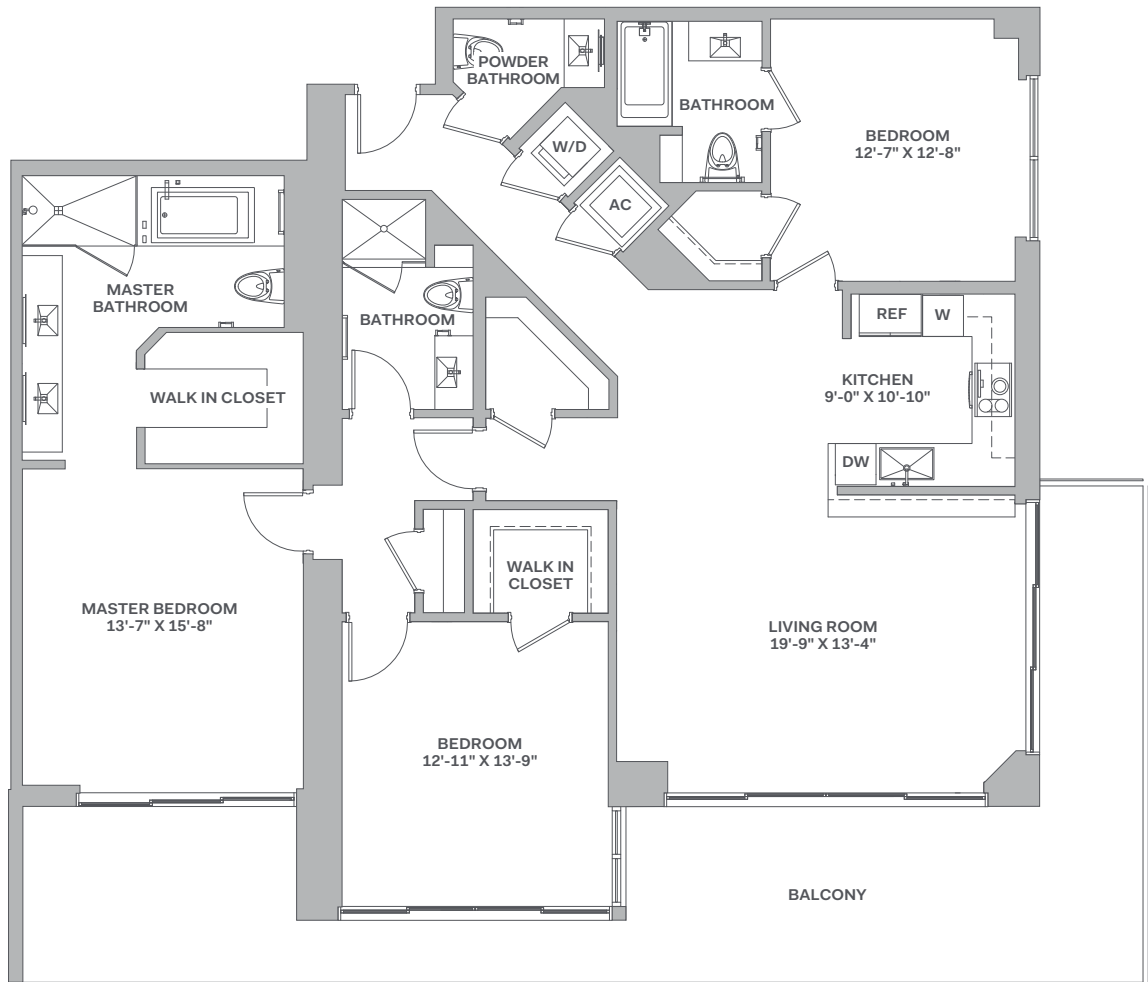 POWDER
BATHROOM
BATHROOM
BEDROOM
12'-7" X 12'-8"
W/D
AC
MASTER
BATHROOM
BATHROOM
REF
W
WALK IN CLOSET
KITCHEN
9'-0" X 10'-10"
DW
WALK IN
CLOSET
MASTER BEDROOM
13'-7" X 15'-8"
LIVING ROOM
19'-9" X 13'-4"
BEDROOM
12'-11" X 13'-9"
BALCONY